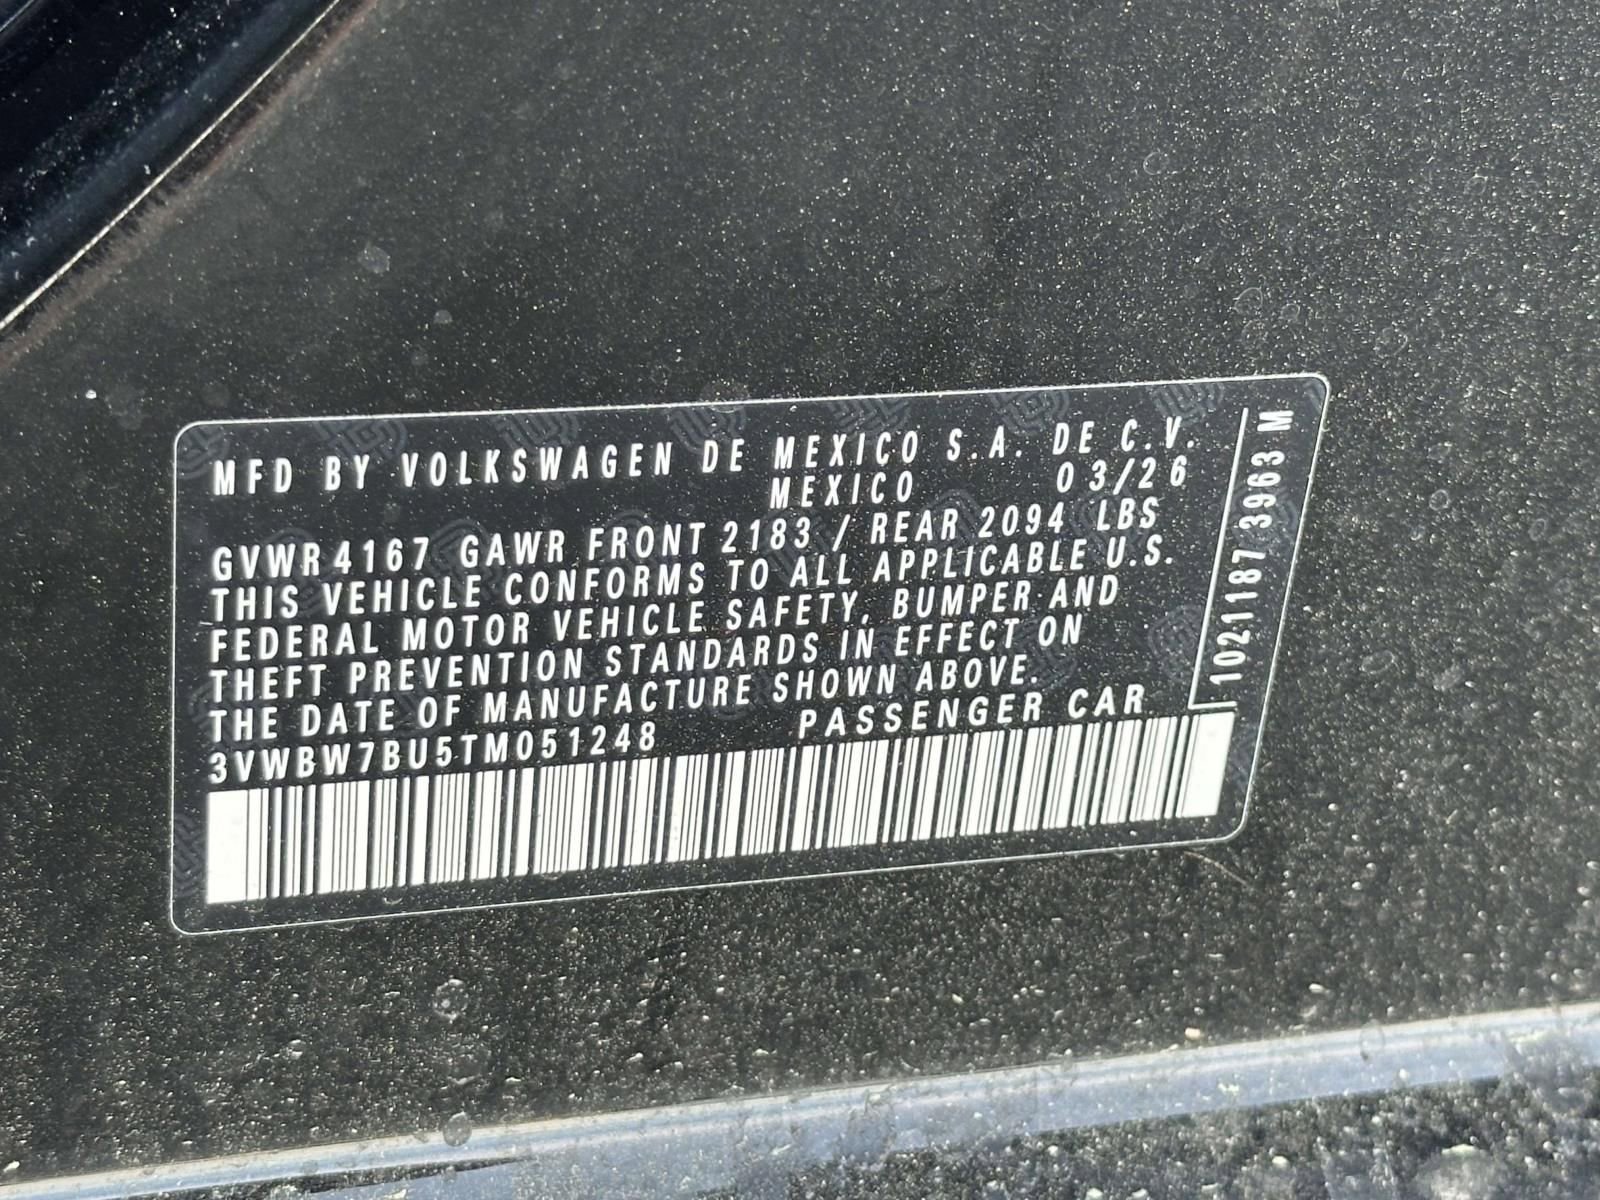 MFD BY VOLKSWAGEN DE MEXICO S.A. DE C.V.
MEXICO 03/26
GVWR 4167 GAWR FRONT 2183 / REAR 2094 LBS
THIS VEHICLE CONFORMS TO ALL APPLICABLE U.S.
FEDERAL MOTOR VEHICLE SAFETY, BUMPER AND
THEFT PREVENTION STANDARDS IN EFFECT ON
THE DATE OF MANUFACTURE SHOWN ABOVE.
3VWBW7BU5TM051248 PASSENGER CAR
1021187 3963 M